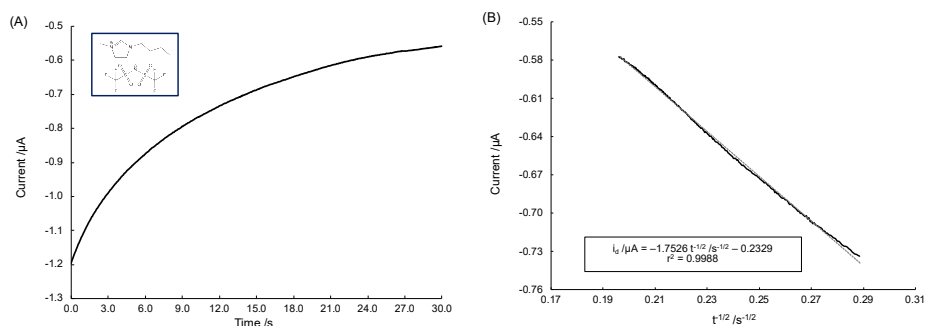 (A)
-0.5
-0.6
-0.7
-0.8
-0.9
-1.0
-1.1
-1.2
-1.3
Current /µA
0.0 3.0 6.0 9.0 12.0 15.0 18.0 21.0 24.0 27.0 30.0
Time /s
(B)
-0.55
-0.58
-0.61
-0.64
-0.67
-0.70
-0.73
-0.76
Current /µA
i_d /µA = –1.7526 t^-1/2 /s^-1/2 – 0.2329
r² = 0.9988
0.17 0.19 0.21 0.23 0.25 0.27 0.29 0.31
t^-1/2 /s^-1/2